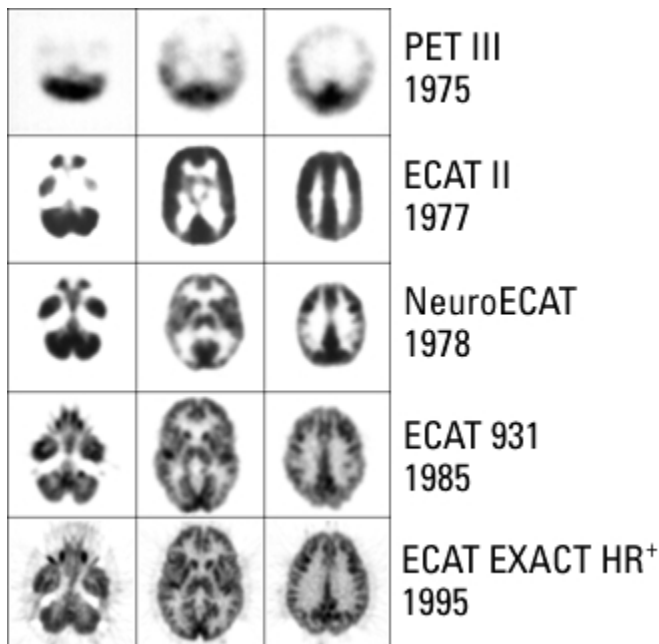 PET III
1975
ECAT II
1977
NeuroECAT
1978
ECAT 931
1985
ECAT EXACT HR⁺
1995